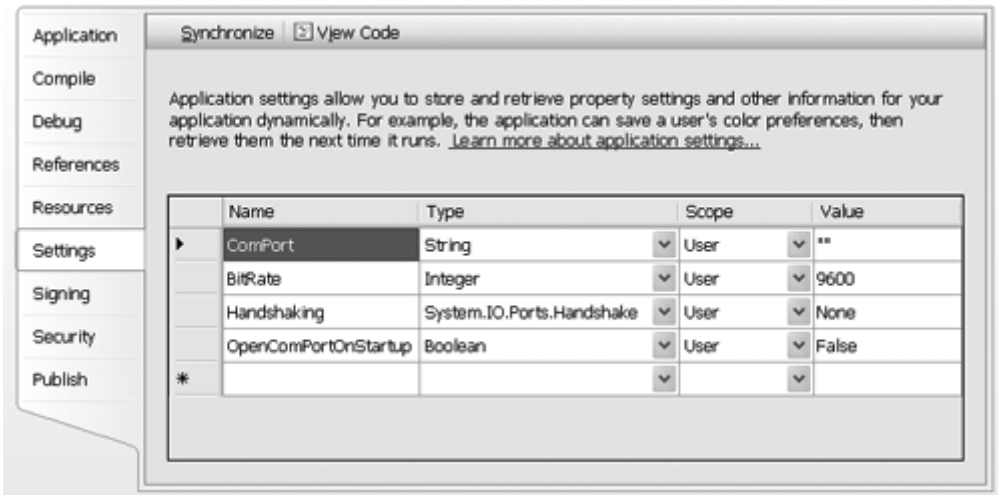 Application
Compile
Debug
References
Resources
Settings
Signing
Security
Publish
Synchronize View Code
Application settings allow you to store and retrieve property settings and other information for your
application dynamically. For example, the application can save a user's color preferences, then
retrieve them the next time it runs. Learn more about application settings...
Name Type Scope Value
ComPort String User ""
BitRate Integer User 9600
Handshaking System.IO.Ports.Handshake User None
OpenComPortOnStartup Boolean User False
*